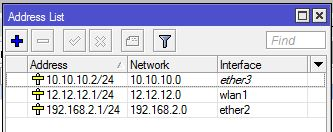 Address List
Find
Address Network Interface
10.10.10.2/24 10.10.10.0 ether3
12.12.12.1/24 12.12.12.0 wlan1
192.168.2.1/24 192.168.2.0 ether2